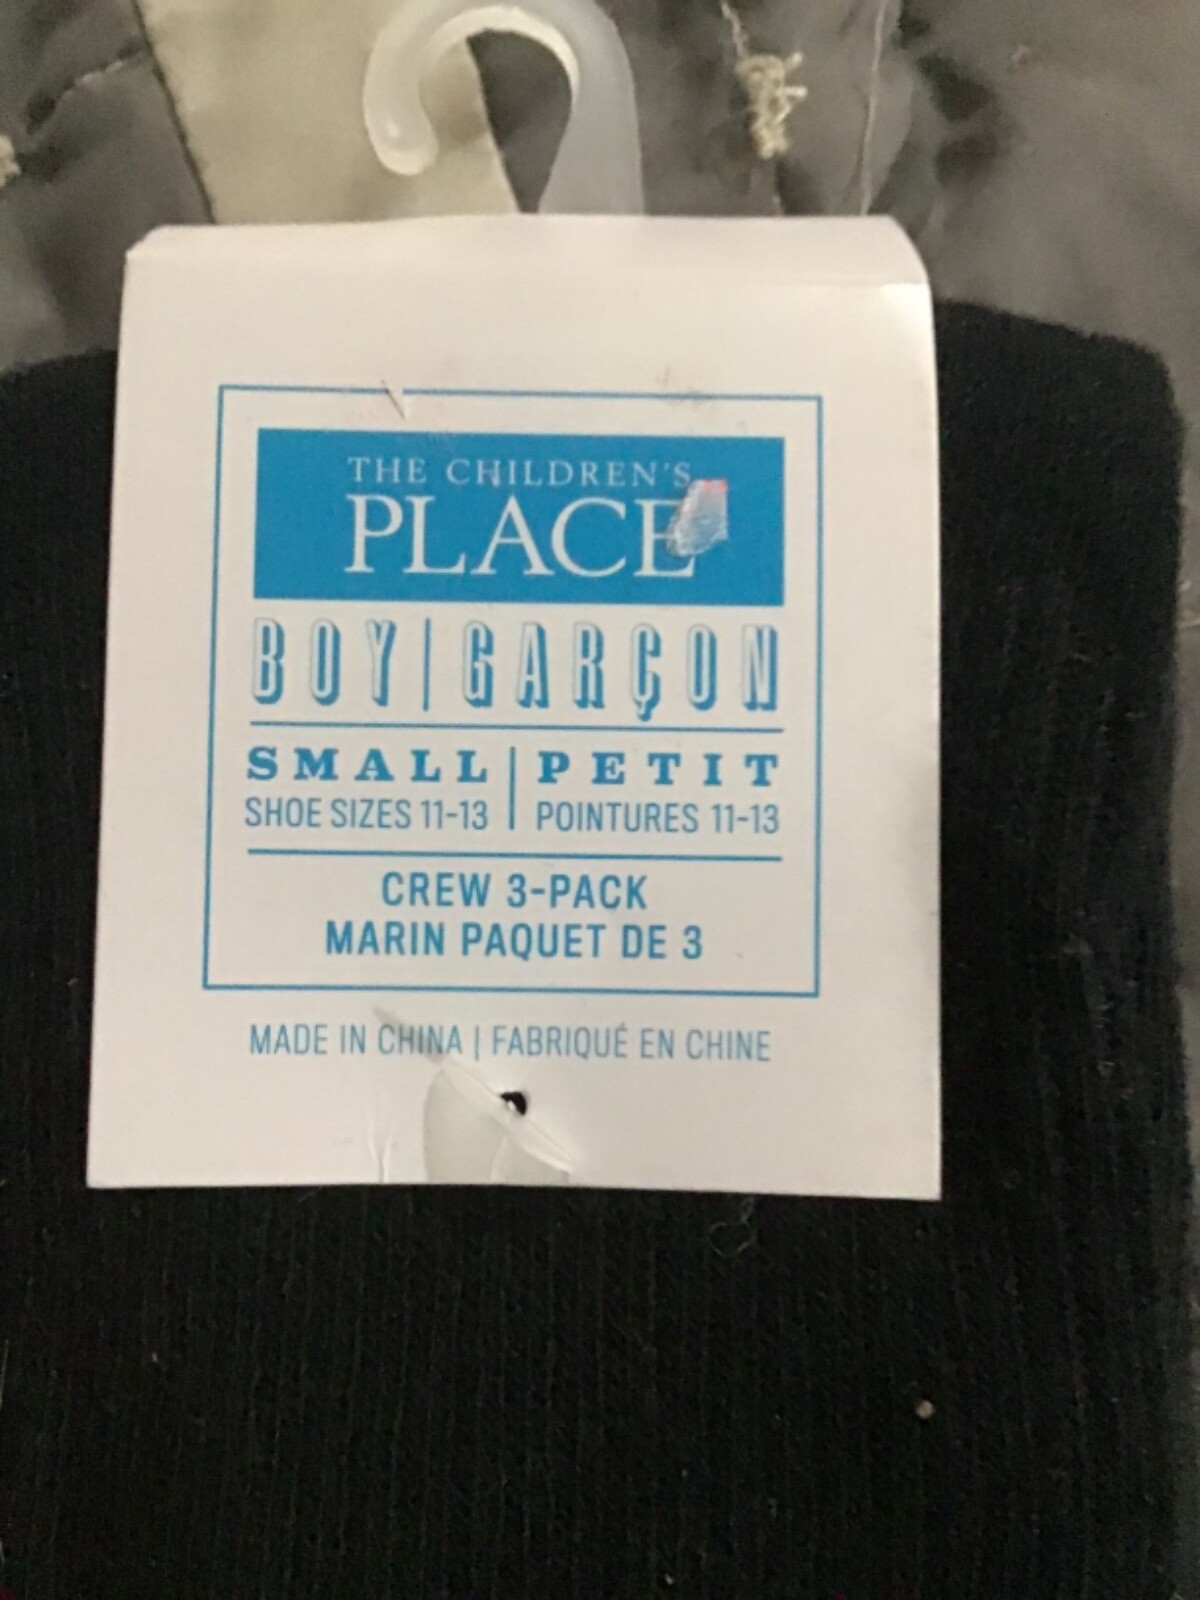 THE CHILDREN'S
PLACE
BOY | GARÇON
SMALL | PETIT
SHOE SIZES 11-13 | POINTURES 11-13
CREW 3-PACK
MARIN PAQUET DE 3
MADE IN CHINA | FABRIQUÉ EN CHINE